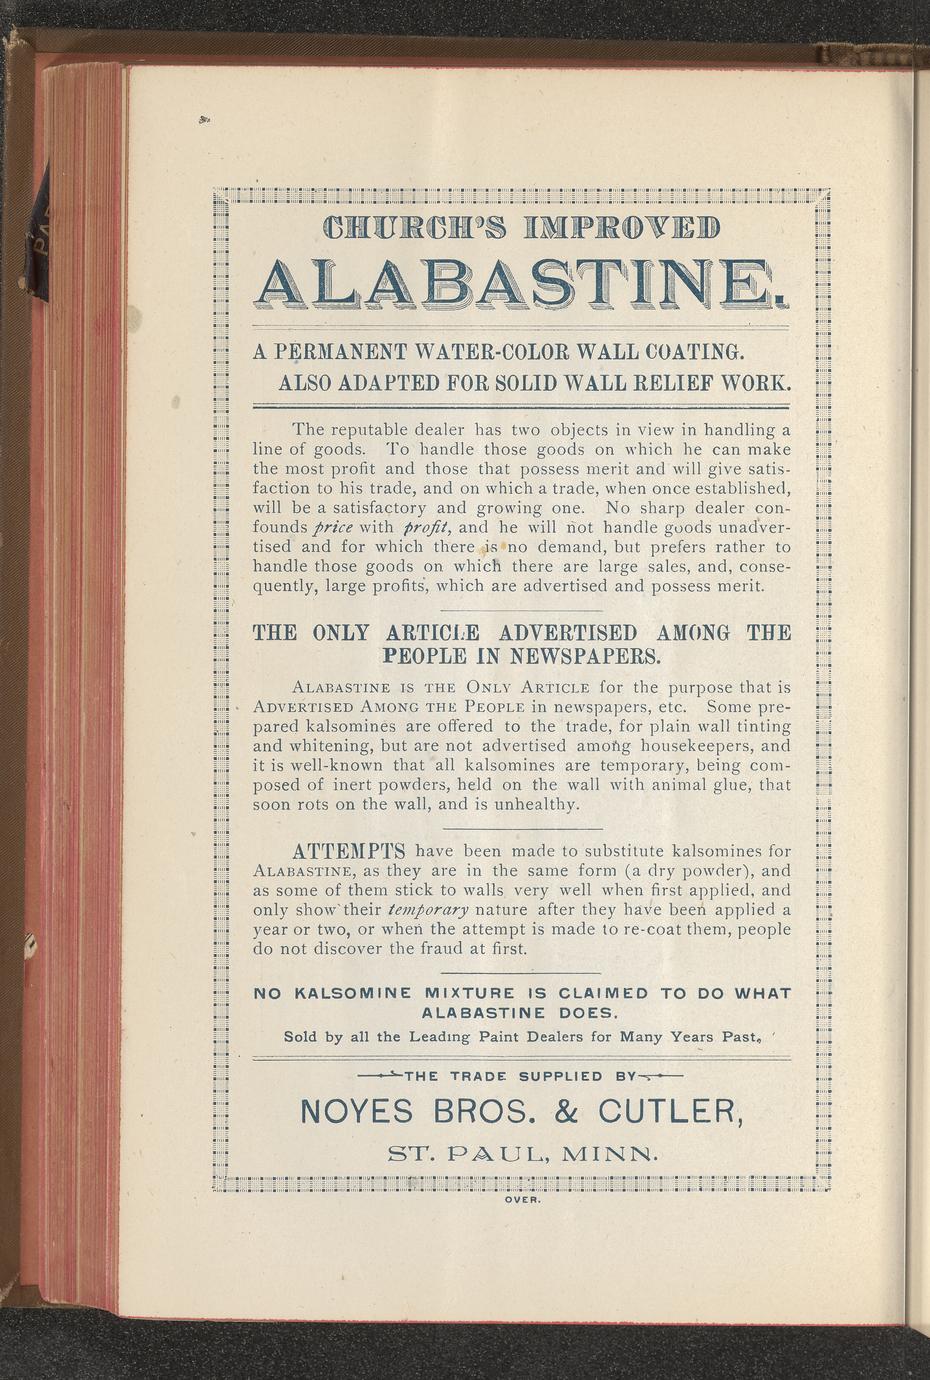 CHURCH'S IMPROVED
ALABASTINE.
A PERMANENT WATER-COLOR WALL COATING.
ALSO ADAPTED FOR SOLID WALL RELIEF WORK.
The reputable dealer has two objects in view in handling a
line of goods. To handle those goods on which he can make
the most profit and those that possess merit and will give satis-
faction to his trade, and on which a trade, when once established,
will be a satisfactory and growing one. No sharp dealer con-
founds price with profit, and he will not handle goods unadver-
tised and for which there is no demand, but prefers rather to
handle those goods on which there are large sales, and, conse-
quently, large profits, which are advertised and possess merit.
THE ONLY ARTICLE ADVERTISED AMONG THE
PEOPLE IN NEWSPAPERS.
ALABASTINE IS THE ONLY ARTICLE for the purpose that is
ADVERTISED AMONG THE PEOPLE in newspapers, etc. Some pre-
pared kalsomines are offered to the trade, for plain wall tinting
and whitening, but are not advertised among housekeepers, and
it is well-known that all kalsomines are temporary, being com-
posed of inert powders, held on the wall with animal glue, that
soon rots on the wall, and is unhealthy.
ATTEMPTS have been made to substitute kalsomines for
ALABASTINE, as they are in the same form (a dry powder), and
as some of them stick to walls very well when first applied, and
only show their temporary nature after they have been applied a
year or two, or when the attempt is made to re-coat them, people
do not discover the fraud at first.
NO KALSOMINE MIXTURE IS CLAIMED TO DO WHAT
ALABASTINE DOES.
Sold by all the Leading Paint Dealers for Many Years Past.
THE TRADE SUPPLIED BY
NOYES BROS. & CUTLER,
ST. PAUL, MINN.
OVER.